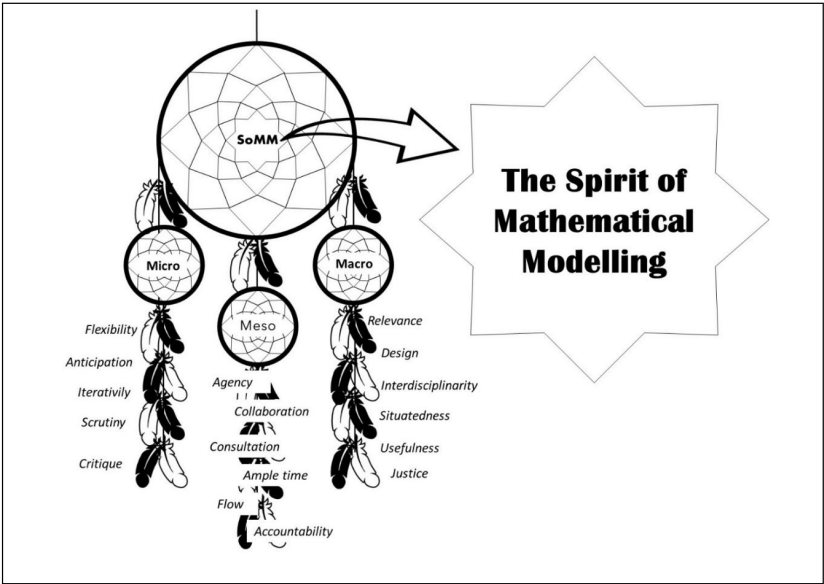 SoMM
The Spirit of
Mathematical
Modelling
Micro
Macro
Meso
Flexibility
Anticipation
Iterativily
Scrutiny
Critique
Agency
Collaboration
Consultation
Ample time
Flow
Accountability
Relevance
Design
Interdisciplinarity
Situatedness
Usefulness
Justice